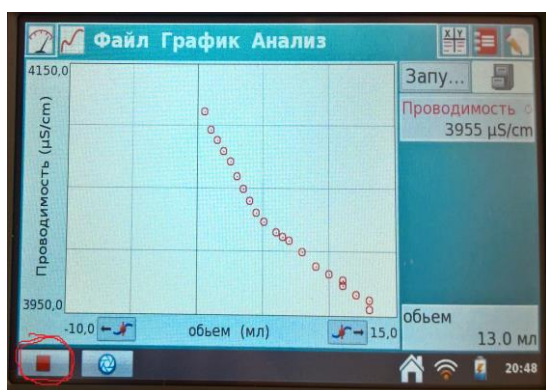 Файл График Анализ
X Y
4150,0
Проводимость (µS/cm)
3950,0
-10,0
обьем (мл)
15,0
Запу...
Проводимость
3955 µS/cm
обьем
13.0 мл
20:48